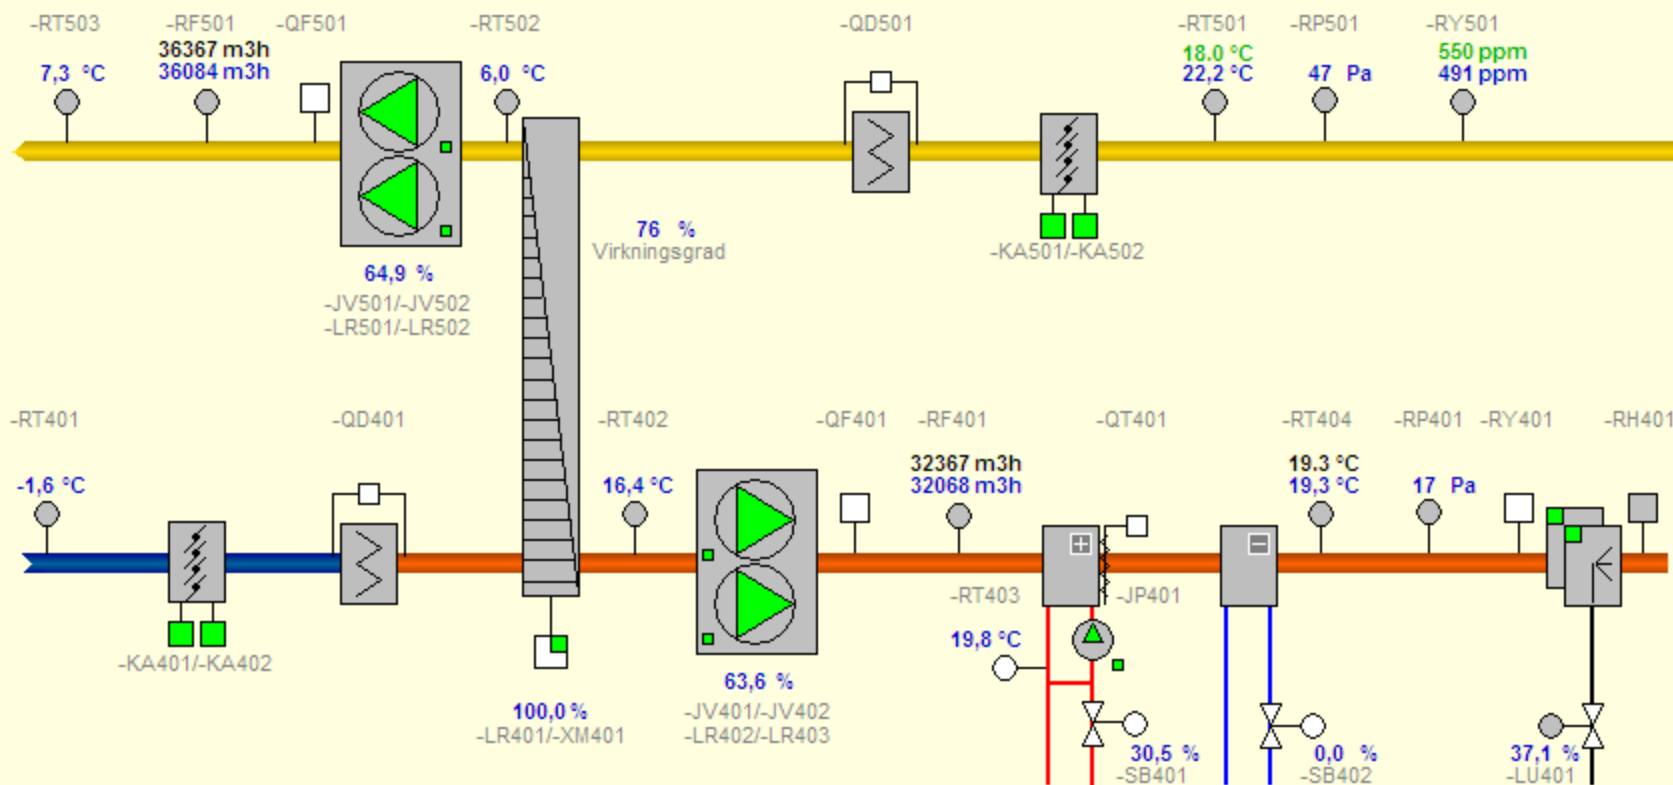 -RT503
-RF501
-QF501
-RT502
-QD501
-RT501
-RP501
-RY501
36367 m3h
18.0 °C
550 ppm
7,3 °C
36084 m3h
6,0 °C
22,2 °C
47 Pa
491 ppm
76 %
Virkningsgrad
-KA501/-KA502
64,9 %
-JV501/-JV502
-LR501/-LR502
-RT401
-QD401
-RT402
-QF401
-RF401
-QT401
-RT404
-RP401
-RY401
-RH401
32367 m3h
19.3 °C
-1,6 °C
16,4 °C
32068 m3h
19,3 °C
17 Pa
-RT403
-JP401
19,8 °C
-KA401/-KA402
63,6 %
100,0 %
-JV401/-JV402
-LR401/-XM401
-LR402/-LR403
30,5 %
0,0 %
37,1 %
-SB401
-SB402
-LU401